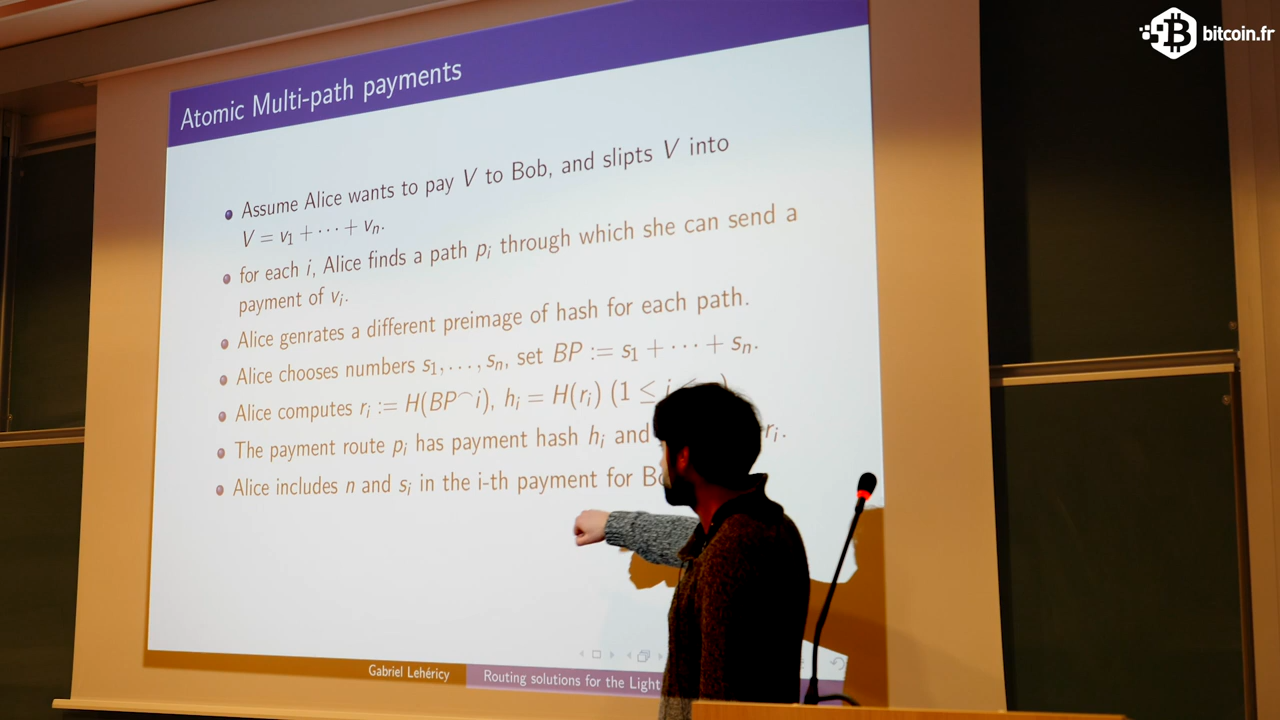 bitcoin.fr
Atomic Multi-path payments
Assume Alice wants to pay V to Bob, and slipts V into
V = v₁ + ··· + vₙ.
for each i, Alice finds a path pᵢ through which she can send a
payment of vᵢ.
Alice genrates a different preimage of hash for each path.
Alice chooses numbers s₁, . . . , sₙ, set BP := s₁ + ··· + sₙ.
Alice computes rᵢ := H(BP⌢i), hᵢ = H(rᵢ) (1 ≤ i
The payment route pᵢ has payment hash hᵢ and rᵢ.
Alice includes n and sᵢ in the i-th payment for
Gabriel Lehéricy
Routing solutions for the Light